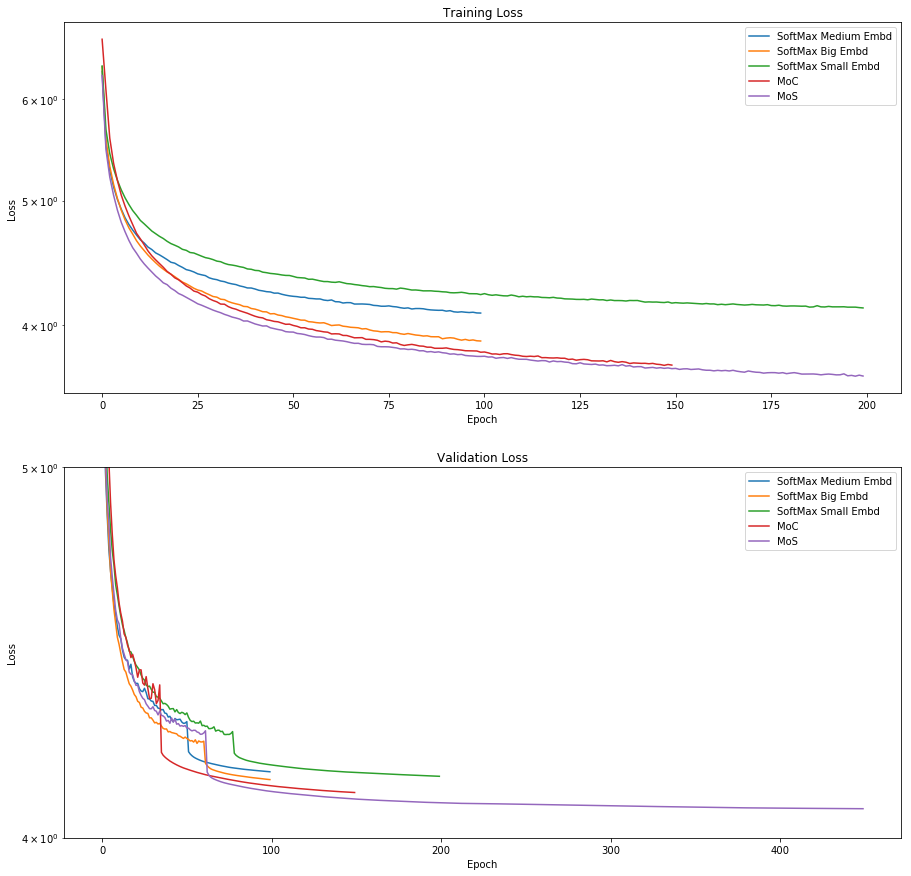 Training Loss
SoftMax Medium Embd
SoftMax Big Embd
SoftMax Small Embd
MoC
MoS
6 × 10⁰
5 × 10⁰
4 × 10⁰
Loss
0 25 50 75 100 125 150 175 200
Epoch
Validation Loss
SoftMax Medium Embd
SoftMax Big Embd
SoftMax Small Embd
MoC
MoS
5 × 10⁰
4 × 10⁰
Loss
0 100 200 300 400
Epoch